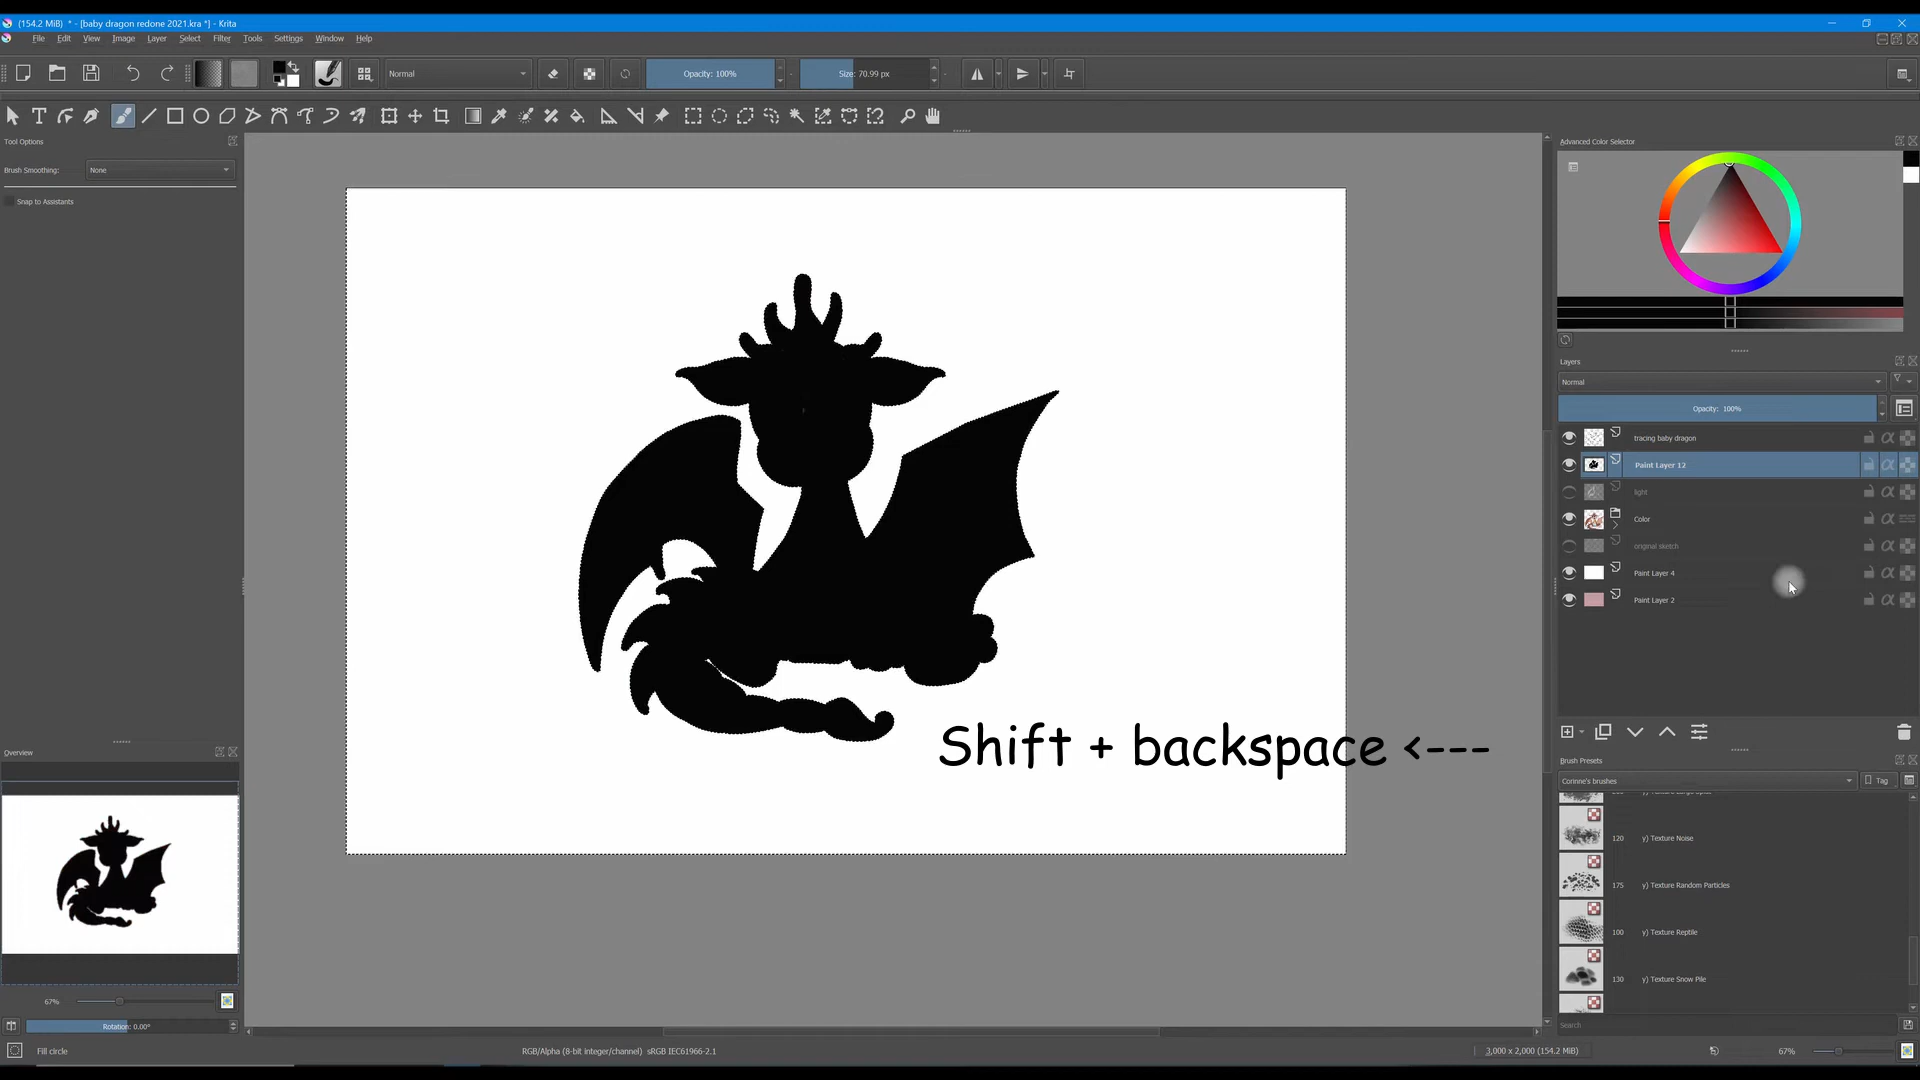 (154.2 MiB) * - [baby dragon redone 2021.kra *] - Krita
File Edit View Image Layer Select Filter Tools Settings Window Help
Normal
Opacity: 100%
Size: 70.99 px
Tool Options
Brush Smoothing:
None
Snap to Assistants
Shift + backspace <---
Advanced Color Selector
Layers
Normal
Opacity: 100%
tracing baby dragon
Paint Layer 12
light
Color
original sketch
Paint Layer 4
Paint Layer 2
Brush Presets
Corinne's brushes
Tag
120 y) Texture Noise
175 y) Texture Random Particles
100 y) Texture Reptile
130 y) Texture Snow Pile
Search
Overview
67%
Rotation: 0.00°
Fill circle
RGB/Alpha (8-bit integer/channel) sRGB IEC61966-2.1
3,000 x 2,000 (154.2 MiB)
67%